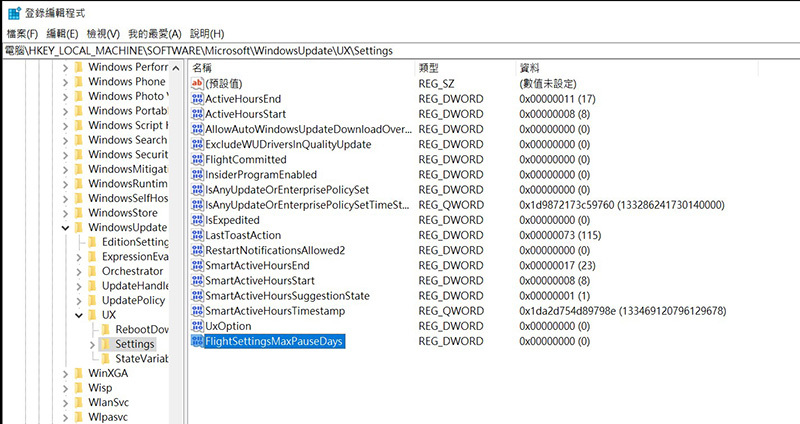 登錄編輯程式
檔案(F) 編輯(E) 檢視(V) 我的最愛(A) 說明(H)
電腦\HKEY_LOCAL_MACHINE\SOFTWARE\Microsoft\WindowsUpdate\UX\Settings
Windows Perforn
Windows Phone
Windows Photo V
Windows Portabl
Windows Script H
Windows Search
Windows Securit
WindowsMitigat
WindowsRuntim
WindowsSelfHos
WindowsStore
WindowsUpdate
EditionSetting
ExpressionEva
Orchestrator
UpdateHandle
UpdatePolicy
UX
RebootDow
Settings
StateVariab
WinXGA
Wisp
WlanSvc
Wlpasvc
名稱 類型 資料
(預設值) REG_SZ (數值未設定)
ActiveHoursEnd REG_DWORD 0x00000011 (17)
ActiveHoursStart REG_DWORD 0x00000008 (8)
AllowAutoWindowsUpdateDownloadOver... REG_DWORD 0x00000000 (0)
ExcludeWUDriversInQualityUpdate REG_DWORD 0x00000000 (0)
FlightCommitted REG_DWORD 0x00000000 (0)
InsiderProgramEnabled REG_DWORD 0x00000000 (0)
IsAnyUpdateOrEnterprisePolicySet REG_DWORD 0x00000000 (0)
IsAnyUpdateOrEnterprisePolicySetTimeSt... REG_QWORD 0x1d9872173c59760 (133286241730140000)
IsExpedited REG_DWORD 0x00000000 (0)
LastToastAction REG_DWORD 0x00000073 (115)
RestartNotificationsAllowed2 REG_DWORD 0x00000000 (0)
SmartActiveHoursEnd REG_DWORD 0x00000017 (23)
SmartActiveHoursStart REG_DWORD 0x00000008 (8)
SmartActiveHoursSuggestionState REG_DWORD 0x00000001 (1)
SmartActiveHoursTimestamp REG_QWORD 0x1da2d754d89798e (133469120796129678)
UxOption REG_DWORD 0x00000000 (0)
FlightSettingsMaxPauseDays REG_DWORD 0x00000000 (0)